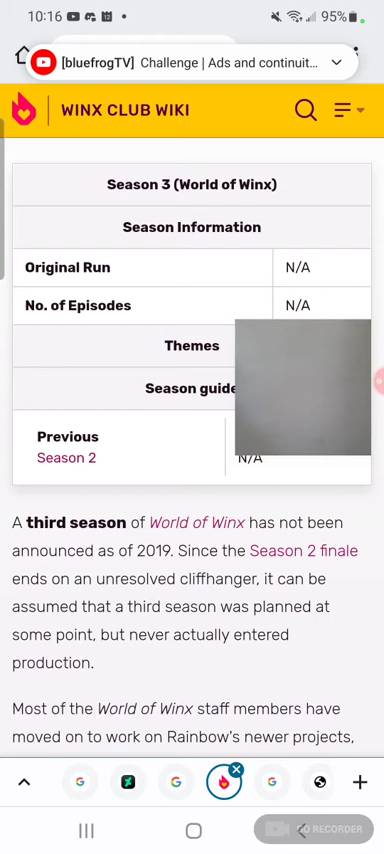 10:16 95%
[bluefrogTV] Challenge | Ads and continuit...
WINX CLUB WIKI
Season 3 (World of Winx)
Season Information
Original Run N/A
No. of Episodes N/A
Themes
Season guide
Previous
Season 2 N/A
A third season of World of Winx has not been
announced as of 2019. Since the Season 2 finale
ends on an unresolved cliffhanger, it can be
assumed that a third season was planned at
some point, but never actually entered
production.
Most of the World of Winx staff members have
moved on to work on Rainbow's newer projects,
GO RECORDER